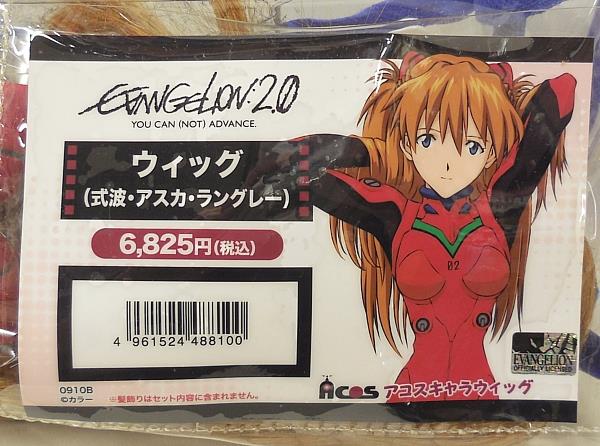 EVANGELION:2.0
YOU CAN (NOT) ADVANCE.
ウィッグ
(式波・アスカ・ラングレー)
6,825円(税込)
4 961524 488100
0910B
©カラー ※髪飾りはセット内容に含まれません。
02
EVANGELION
OFFICIALLY LICENSED
ACOS アコスキャラウィッグ